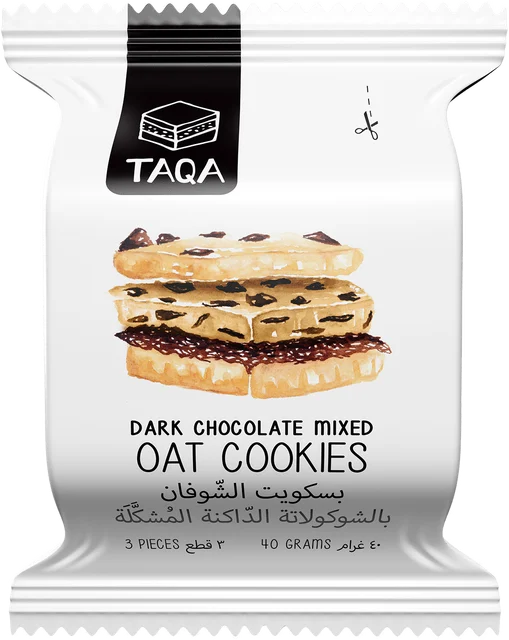 TAQA
DARK CHOCOLATE MIXED
OAT COOKIES
بسكويت الشّوفان
بالشوكولاتة الدّاكنة المُشكَّلَة
3 PIECES ٣ قطع 40 GRAMS ٤٠ غرام